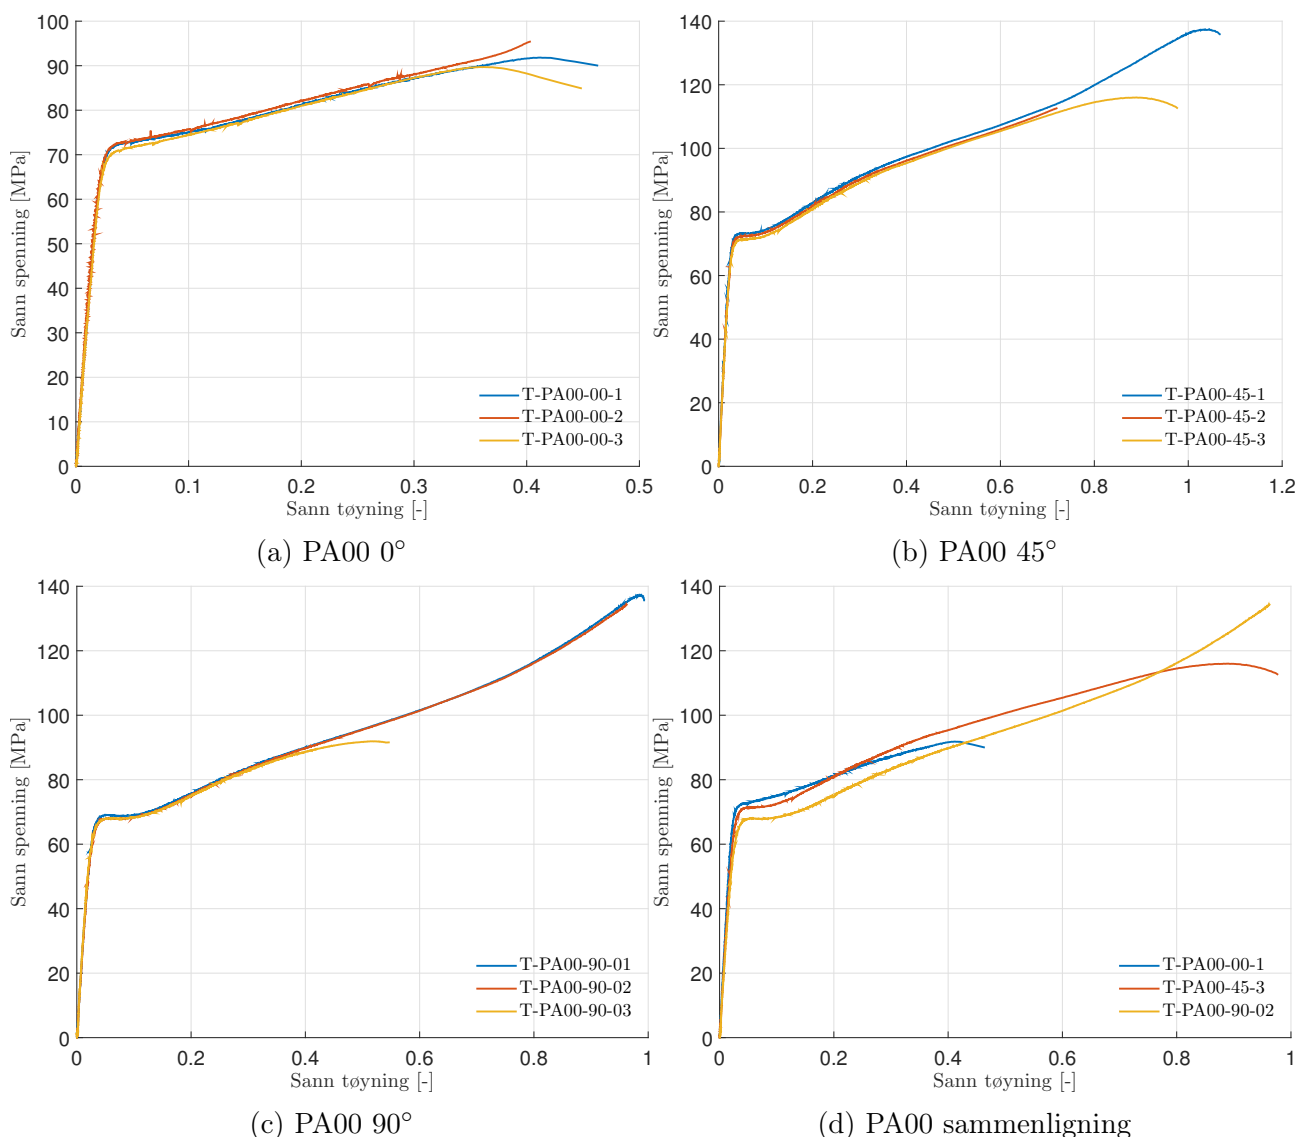 100
90
80
70
60
50
40
30
20
10
0
Sann spenning [MPa]
T-PA00-00-1
T-PA00-00-2
T-PA00-00-3
0 0.1 0.2 0.3 0.4 0.5
Sann tøyning [-]
(a) PA00 0°
140
120
100
80
60
40
20
0
Sann spenning [MPa]
T-PA00-45-1
T-PA00-45-2
T-PA00-45-3
0 0.2 0.4 0.6 0.8 1 1.2
Sann tøyning [-]
(b) PA00 45°
140
120
100
80
60
40
20
0
Sann spenning [MPa]
T-PA00-90-01
T-PA00-90-02
T-PA00-90-03
0 0.2 0.4 0.6 0.8 1
Sann tøyning [-]
(c) PA00 90°
140
120
100
80
60
40
20
0
Sann spenning [MPa]
T-PA00-00-1
T-PA00-45-3
T-PA00-90-02
0 0.2 0.4 0.6 0.8 1
Sann tøyning [-]
(d) PA00 sammenligning